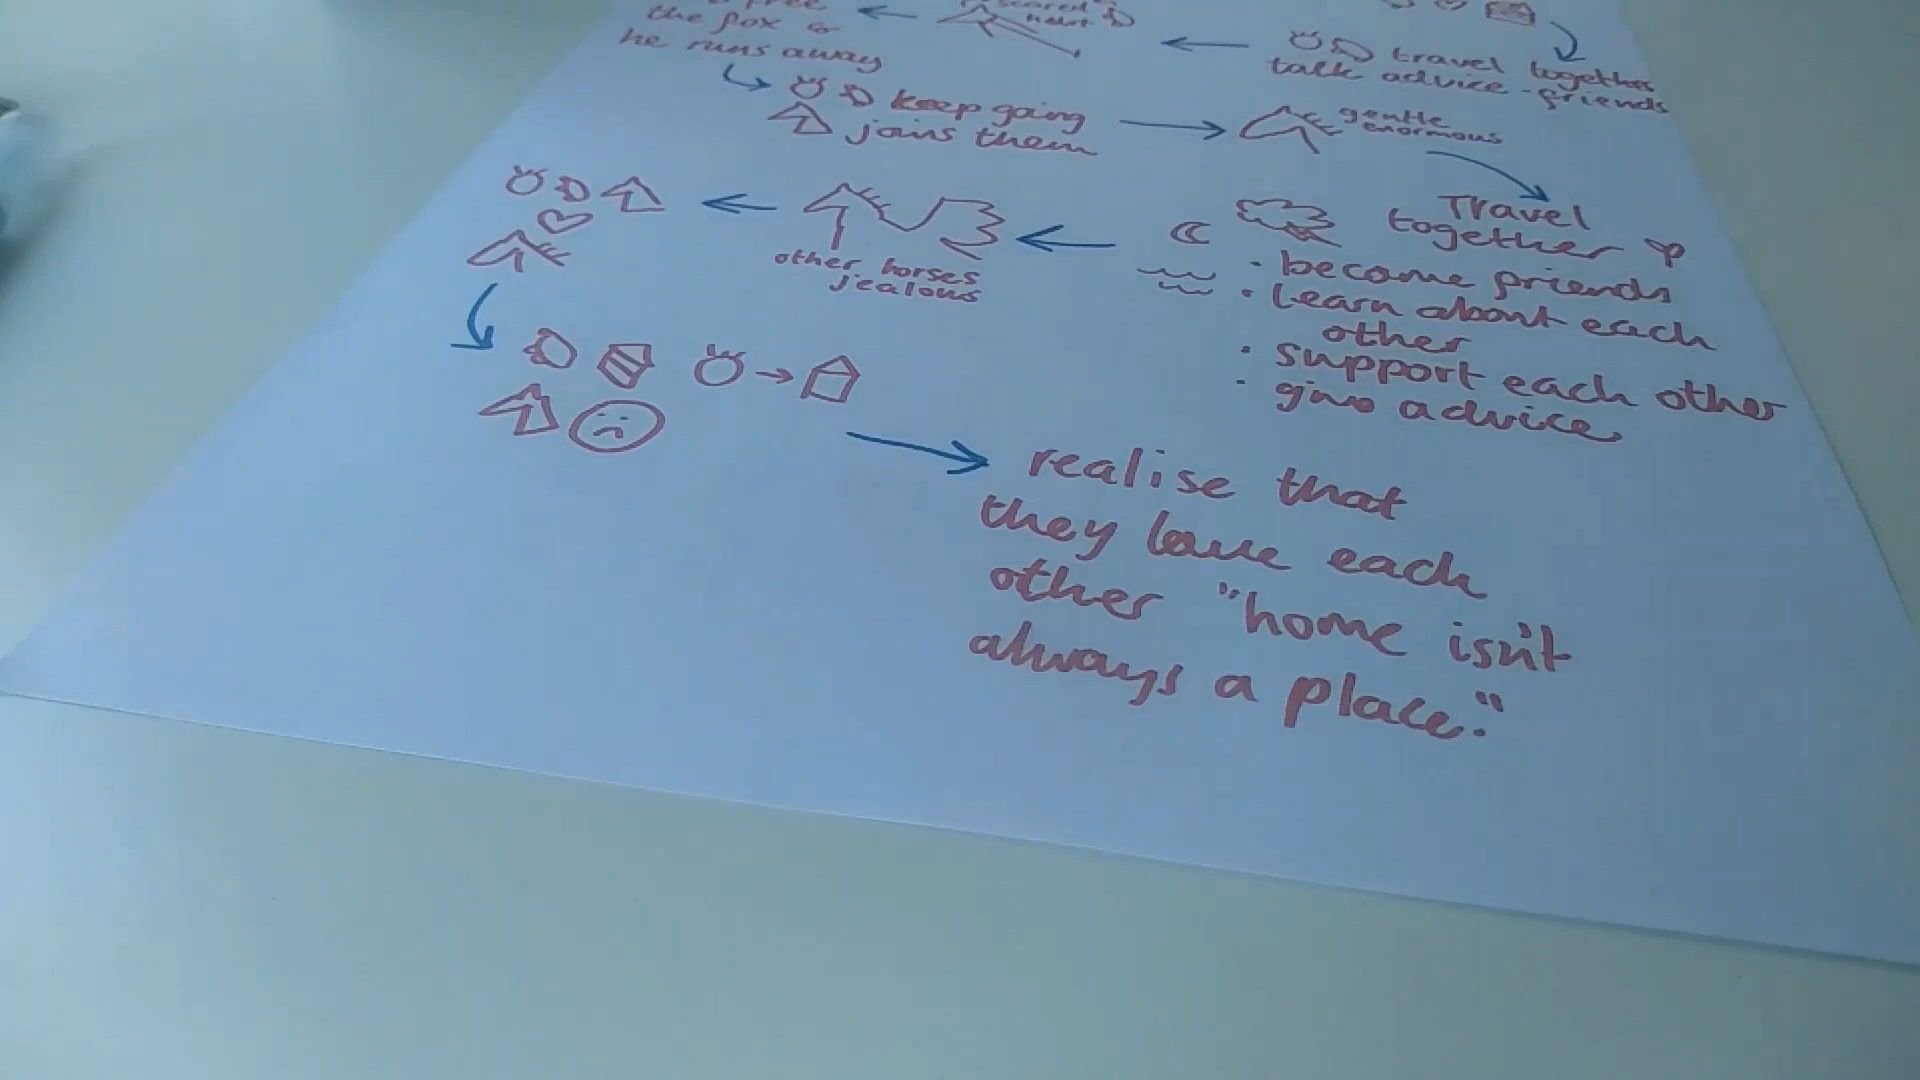 the fox &
he runs away
scared
travel together
talk advice - friends
keep going
joins them
gentle
enormous
Travel
together
• become friends
• Learn about each
other
• support each other
• give advice
other horses
jealous
realise that
they love each
other "home isn't
always a place."